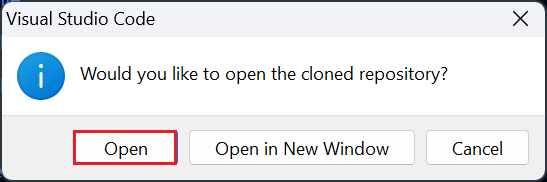 Visual Studio Code
Would you like to open the cloned repository?
Open
Open in New Window
Cancel